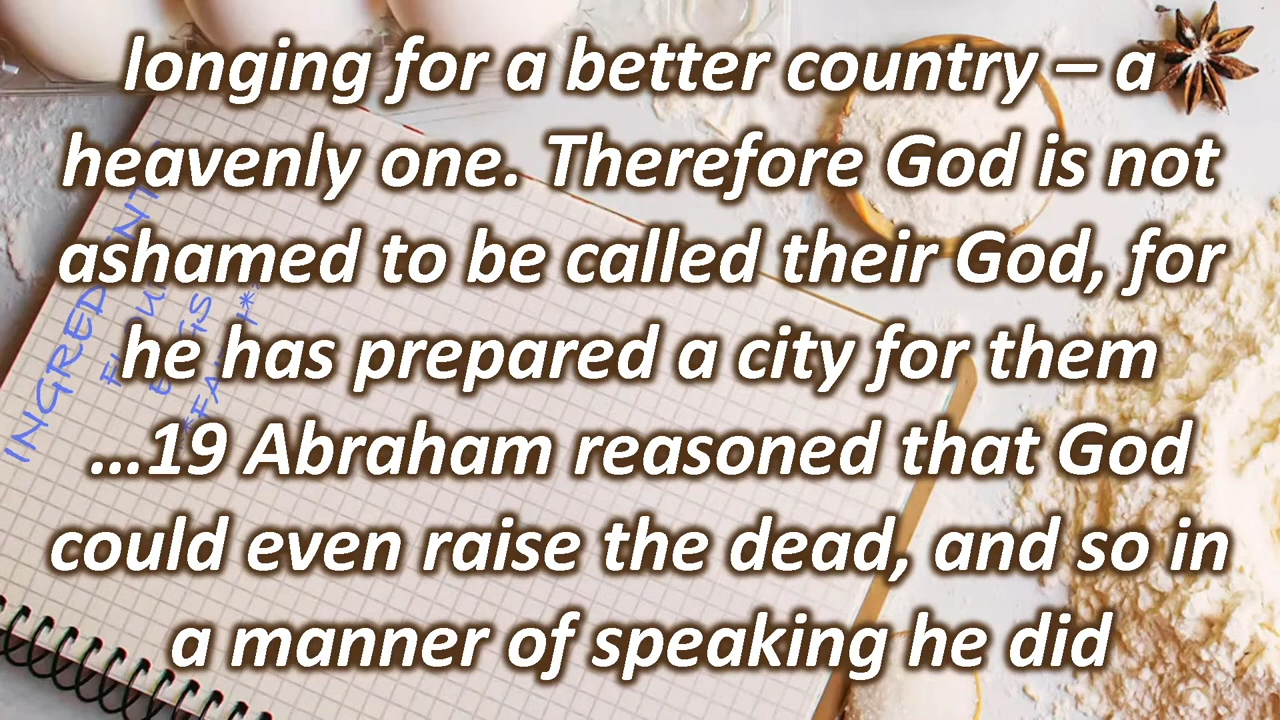 longing for a better country – a
heavenly one. Therefore God is not
ashamed to be called their God, for
he has prepared a city for them
...19 Abraham reasoned that God
could even raise the dead, and so in
a manner of speaking he did